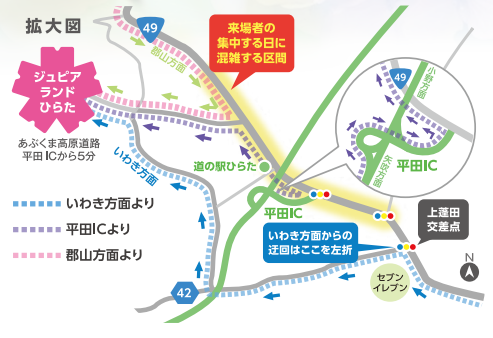 拡大図
49
来場者の
集中する日に
混雑する区間
郡山方面
ジュピア
ランド
ひらた
あぶくま高原道路
平田ICから5分
いわき方面
道の駅ひらた
平田IC
49
小野方面
矢吹方面
平田IC
いわき方面より
平田ICより
郡山方面より
いわき方面からの
迂回はここを左折
上蓬田
交差点
42
セブン
イレブン
N